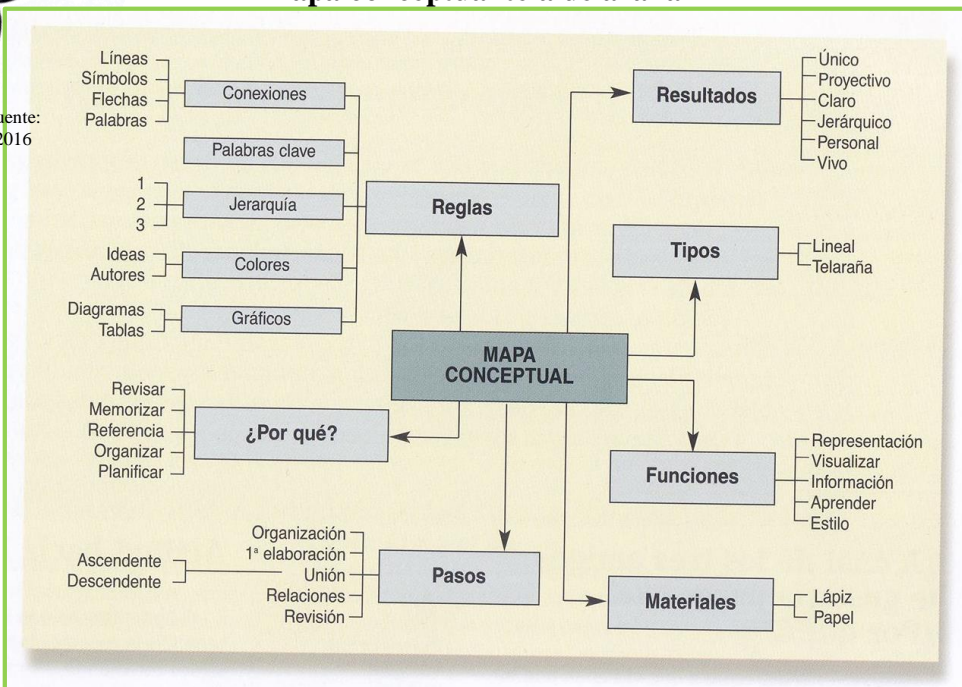 Líneas
Símbolos
Flechas
Palabras
Conexiones
Palabras clave
1
2
3
Jerarquía
Ideas
Autores
Colores
Diagramas
Tablas
Gráficos
Reglas
Resultados
Único
Proyectivo
Claro
Jerárquico
Personal
Vivo
Tipos
Lineal
Telaraña
MAPA
CONCEPTUAL
Revisar
Memorizar
Referencia
Organizar
Planificar
¿Por qué?
Funciones
Representación
Visualizar
Información
Aprender
Estilo
Ascendente
Descendente
Organización
1ª elaboración
Unión
Relaciones
Revisión
Pasos
Materiales
Lápiz
Papel
2016